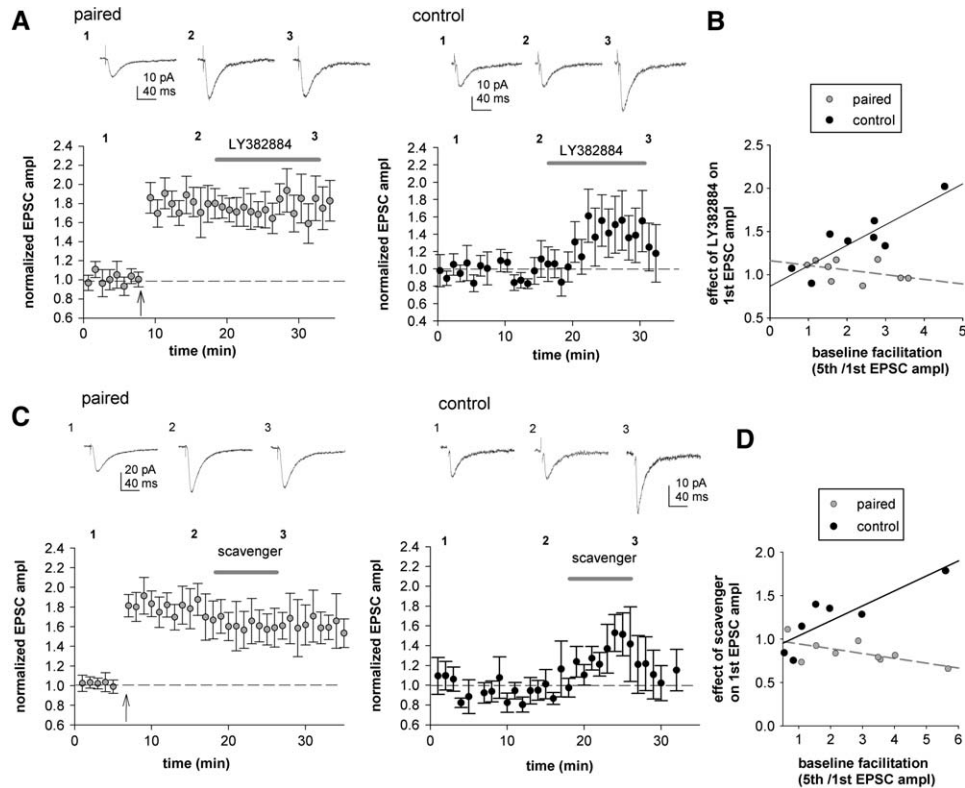 A
paired
1
2
3
10 pA
40 ms
control
1
2
3
10 pA
40 ms
1
2
3
LY382884
normalized EPSC ampl
2.4
2.2
2.0
1.8
1.6
1.4
1.2
1.0
0.8
0.6
0
10
20
30
time (min)
1
2
3
LY382884
normalized EPSC ampl
2.4
2.2
2.0
1.8
1.6
1.4
1.2
1.0
0.8
0.6
0
10
20
30
time (min)
B
paired
control
effect of LY382884 on
1st EPSC ampl
2.5
2.0
1.5
1.0
0.5
0
1
2
3
4
5
baseline facilitation
(5th /1st EPSC ampl)
C
paired
1
2
3
20 pA
40 ms
control
1
2
3
10 pA
40 ms
1
2
3
scavenger
normalized EPSC ampl
2.4
2.2
2.0
1.8
1.6
1.4
1.2
1.0
0.8
0.6
0
10
20
30
time (min)
1
2
3
scavenger
normalized EPSC ampl
2.4
2.2
2.0
1.8
1.6
1.4
1.2
1.0
0.8
0.6
0
10
20
30
time (min)
D
paired
control
effect of scavenger
on 1st EPSC ampl
2.0
1.5
1.0
0.5
0.0
1
2
3
4
5
6
baseline facilitation
(5th /1st EPSC ampl)